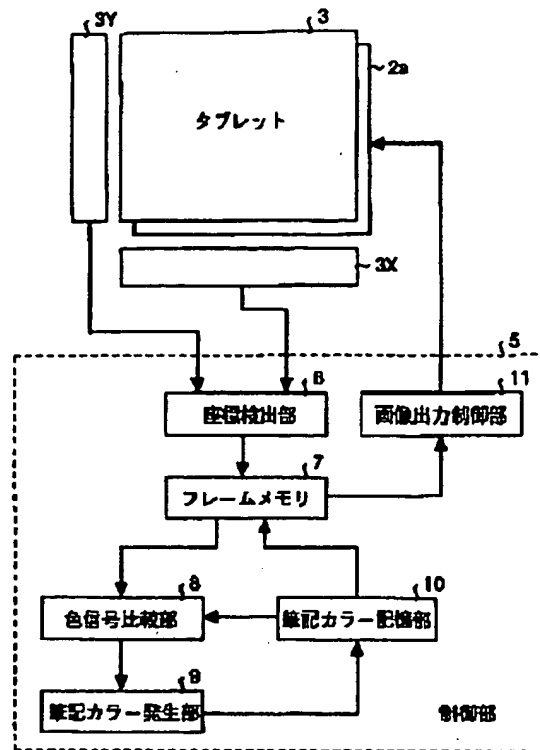 3Y
3
2a
タブレット
3X
5
6
11
座標検出部
画像出力制御部
7
フレームメモリ
8
10
色信号比較部
筆記カラー記憶部
9
筆記カラー発生部
制御部